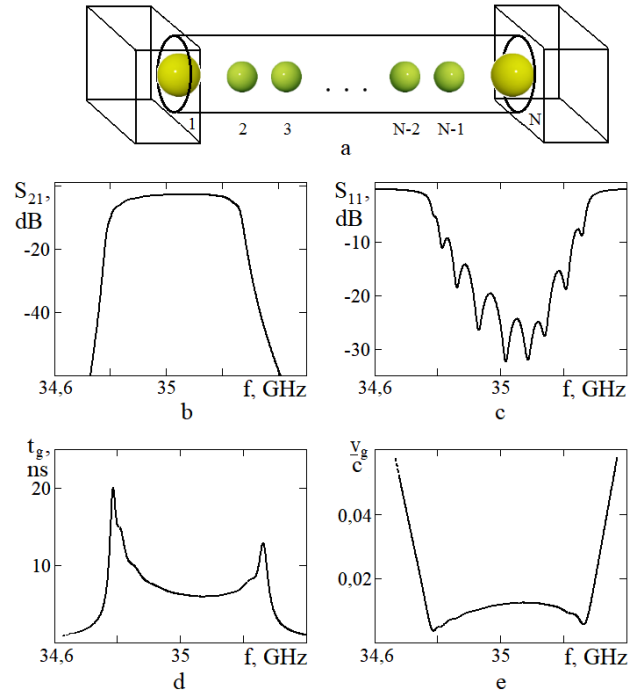 1 2 3 . . . N-2 N-1 N
a
S21, dB
-20
-40
34,6 35 f, GHz
b
S11, dB
-10
-20
-30
34,6 35 f, GHz
c
tg, ns
20
10
34,6 35 f, GHz
d
vg/c
0,04
0,02
34,6 35 f, GHz
e